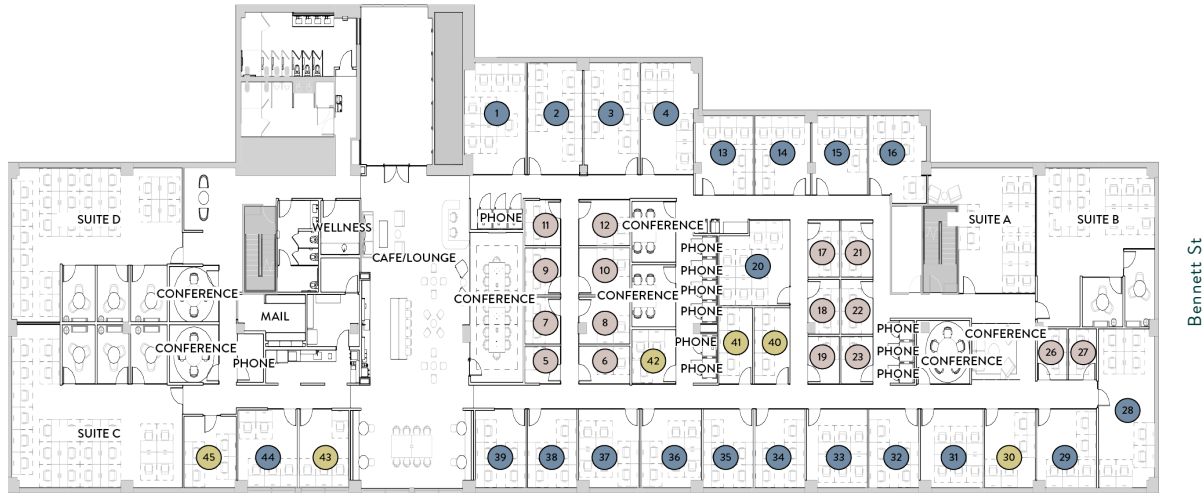 1
2
3
4
13
14
15
16
SUITE D
SUITE A
SUITE B
PHONE
11
12
CONFERENCE
WELLNESS
CAFE/LOUNGE
PHONE
17
21
9
10
20
PHONE
PHONE
CONFERENCE
CONFERENCE
CONFERENCE
PHONE
PHONE
18
22
MAIL
7
8
PHONE
CONFERENCE
PHONE
41
40
PHONE
CONFERENCE
PHONE
5
6
42
19
23
PHONE
CONFERENCE
26
27
28
SUITE C
45
44
43
39
38
37
36
35
34
33
32
31
30
29
Bennett St